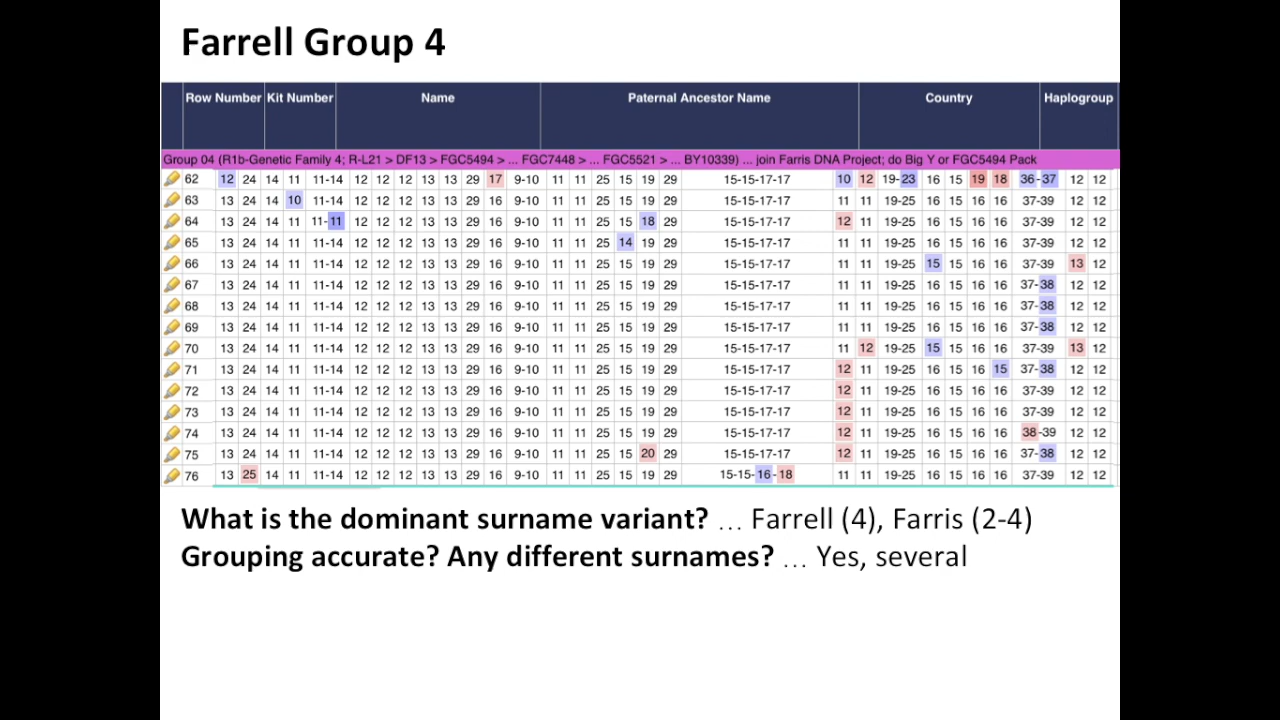 Farrell Group 4
Row Number Kit Number Name Paternal Ancestor Name Country Haplogroup
Group 04 (R1b-Genetic Family 4; R-L21 > DF13 > FGC5494 > ... FGC7448 > ... FGC5521 > ... BY10339) ... join Farris DNA Project; do Big Y or FGC5494 Pack
62 12 24 14 11 11-14 12 12 12 13 13 29 17 9-10 11 11 25 15 19 29 15-15-17-17 10 12 19-23 16 15 19 18 36-37 12 12
63 13 24 14 10 11-14 12 12 12 13 13 29 16 9-10 11 11 25 15 19 29 15-15-17-17 11 11 19-25 16 15 16 16 37-39 12 12
64 13 24 14 11 11-11 12 12 12 13 13 29 16 9-10 11 11 25 15 18 29 15-15-17-17 12 11 19-25 16 15 16 16 37-39 12 12
65 13 24 14 11 11-14 12 12 12 13 13 29 16 9-10 11 11 25 14 19 29 15-15-17-17 11 11 19-25 16 15 16 16 37-39 12 12
66 13 24 14 11 11-14 12 12 12 13 13 29 16 9-10 11 11 25 15 19 29 15-15-17-17 11 11 19-25 15 15 16 16 37-39 13 12
67 13 24 14 11 11-14 12 12 12 13 13 29 16 9-10 11 11 25 15 19 29 15-15-17-17 11 11 19-25 16 15 16 16 37-38 12 12
68 13 24 14 11 11-14 12 12 12 13 13 29 16 9-10 11 11 25 15 19 29 15-15-17-17 11 11 19-25 16 15 16 16 37-38 12 12
69 13 24 14 11 11-14 12 12 12 13 13 29 16 9-10 11 11 25 15 19 29 15-15-17-17 11 11 19-25 16 15 16 16 37-38 12 12
70 13 24 14 11 11-14 12 12 12 13 13 29 16 9-10 11 11 25 15 19 29 15-15-17-17 11 12 19-25 15 15 16 16 37-39 13 12
71 13 24 14 11 11-14 12 12 12 13 13 29 16 9-10 11 11 25 15 19 29 15-15-17-17 12 11 19-25 16 15 16 15 37-38 12 12
72 13 24 14 11 11-14 12 12 12 13 13 29 16 9-10 11 11 25 15 19 29 15-15-17-17 12 11 19-25 16 15 16 16 37-39 12 12
73 13 24 14 11 11-14 12 12 12 13 13 29 16 9-10 11 11 25 15 19 29 15-15-17-17 12 11 19-25 16 15 16 16 37-39 12 12
74 13 24 14 11 11-14 12 12 12 13 13 29 16 9-10 11 11 25 15 19 29 15-15-17-17 12 11 19-25 16 15 16 16 38-39 12 12
75 13 24 14 11 11-14 12 12 12 13 13 29 16 9-10 11 11 25 15 20 29 15-15-17-17 12 11 19-25 16 15 16 16 37-38 12 12
76 13 25 14 11 11-14 12 12 12 13 13 29 16 9-10 11 11 25 15 19 29 15-15-16-18 11 11 19-25 16 15 16 16 37-39 12 12
What is the dominant surname variant? ... Farrell (4), Farris (2-4)
Grouping accurate? Any different surnames? ... Yes, several